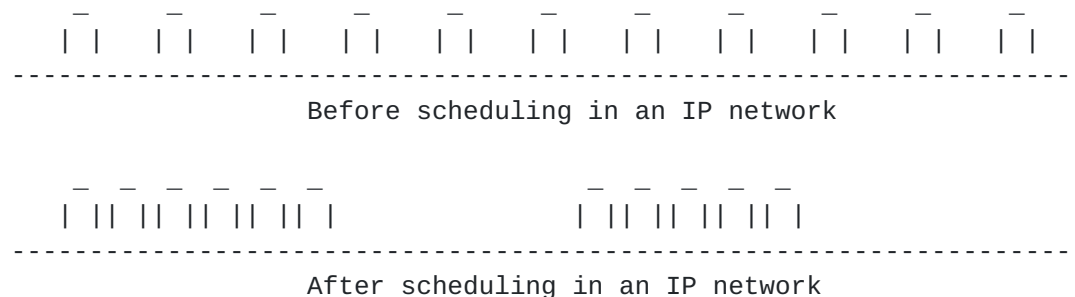 Before scheduling in an IP network
After scheduling in an IP network